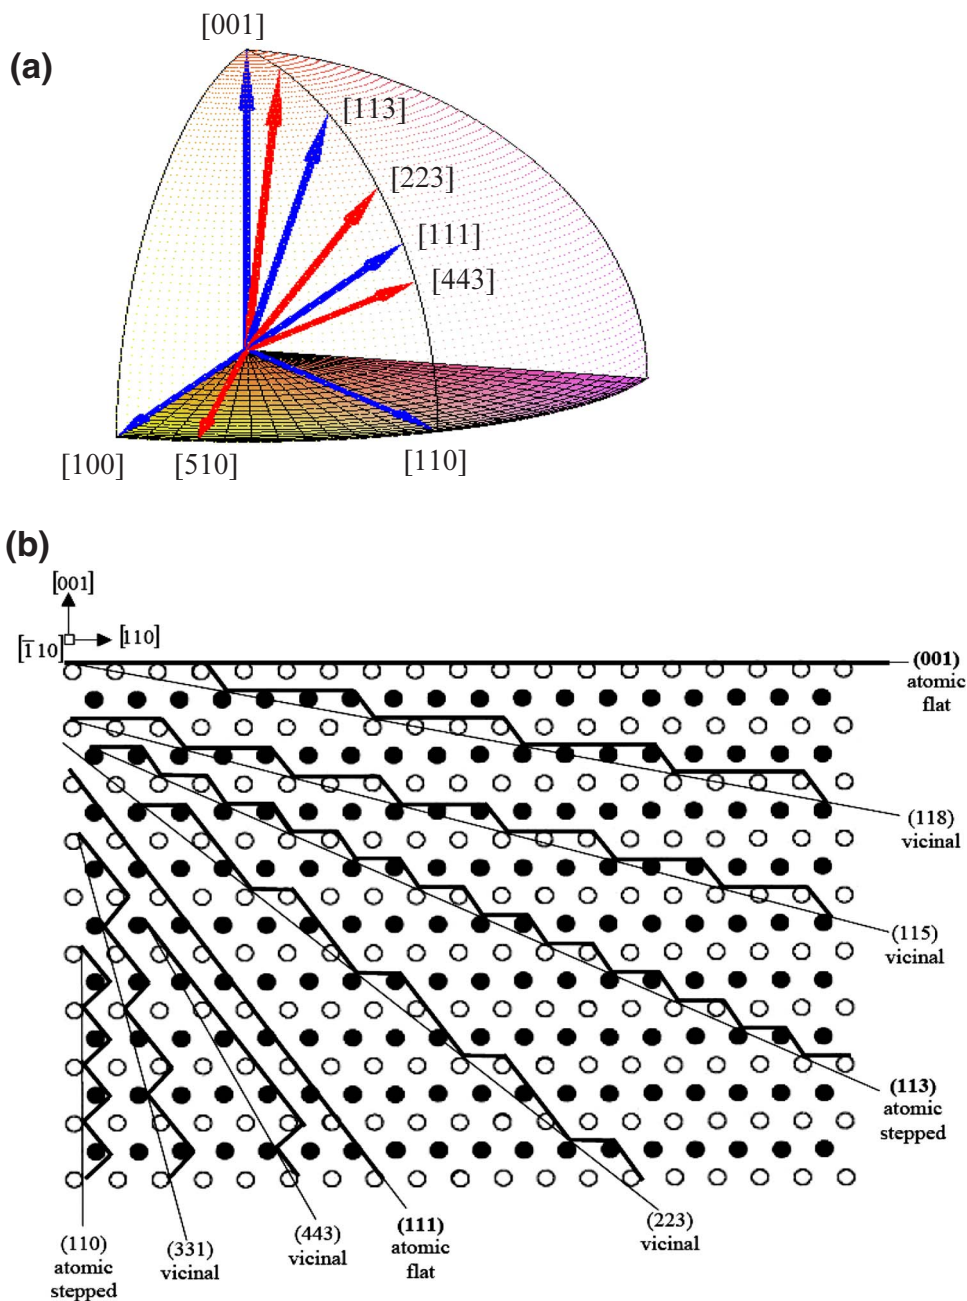 (a)
[001]
[113]
[223]
[111]
[443]
[100]
[510]
[110]
(b)
[001]
[1̅10]
[110]
(001)
atomic
flat
(118)
vicinal
(115)
vicinal
(113)
atomic
stepped
(223)
vicinal
(111)
atomic
flat
(443)
vicinal
(331)
vicinal
(110)
atomic
stepped